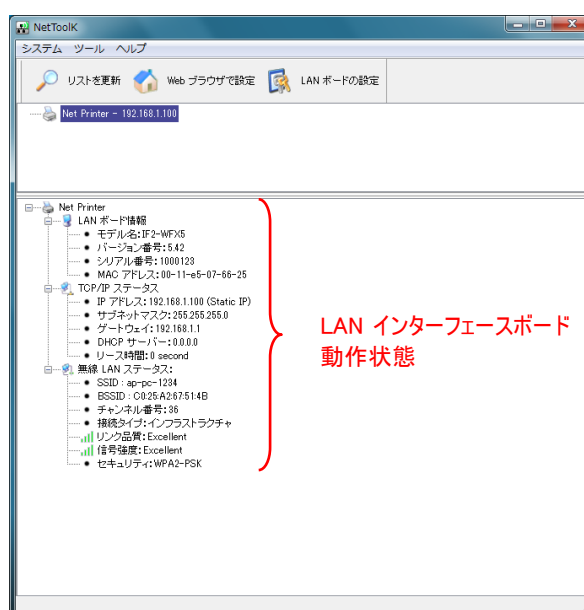 NetToolK
システム ツール ヘルプ
リストを更新 Web ブラウザで設定 LAN ボードの設定
Net Printer - 192.168.1.100
Net Printer
LAN ボード情報
モデル名:IF2-WFX5
バージョン番号:5.42
シリアル番号:1000123
MAC アドレス:00-11-e5-07-66-25
TCP/IP ステータス
IP アドレス:192.168.1.100 (Static IP)
サブネットマスク:255.255.255.0
ゲートウェイ:192.168.1.1
DHCP サーバー:0.0.0.0
リース時間:0 second
無線 LAN ステータス:
SSID : ap-pc-1234
BSSID : C0:25:A2:67:51:4B
チャンネル番号:36
接続タイプ:インフラストラクチャ
リンク品質:Excellent
信号強度:Excellent
セキュリティ:WPA2-PSK
LAN インターフェースボード
動作状態